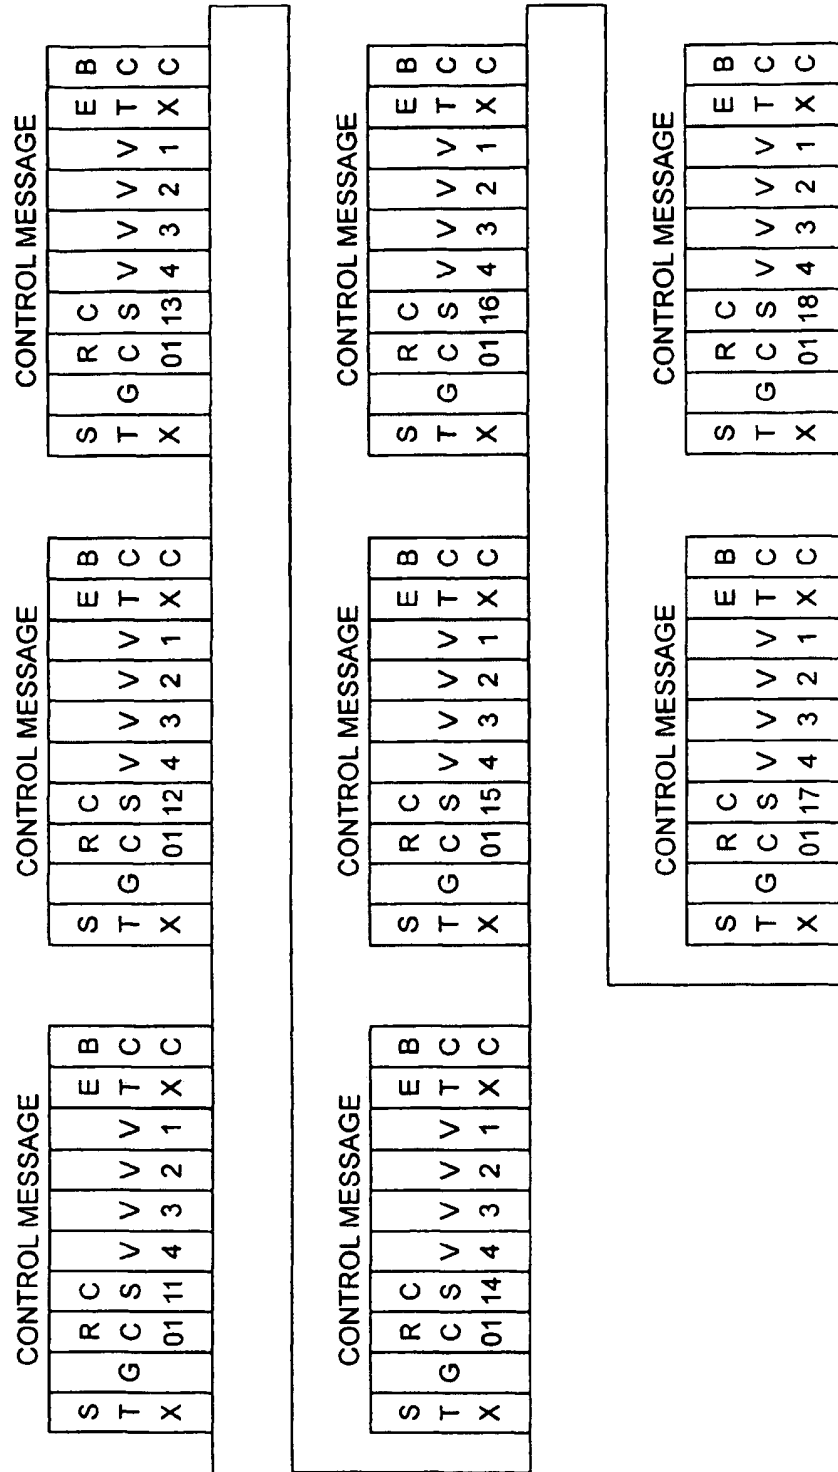 CONTROL MESSAGE
S R C E B
T G C S V V V V T C
X 01 11 4 3 2 1 X C
CONTROL MESSAGE
S R C E B
T G C S V V V V T C
X 01 12 4 3 2 1 X C
CONTROL MESSAGE
S R C E B
T G C S V V V V T C
X 01 13 4 3 2 1 X C
CONTROL MESSAGE
S R C E B
T G C S V V V V T C
X 01 14 4 3 2 1 X C
CONTROL MESSAGE
S R C E B
T G C S V V V V T C
X 01 15 4 3 2 1 X C
CONTROL MESSAGE
S R C E B
T G C S V V V V T C
X 01 16 4 3 2 1 X C
CONTROL MESSAGE
S R C E B
T G C S V V V V T C
X 01 17 4 3 2 1 X C
CONTROL MESSAGE
S R C E B
T G C S V V V V T C
X 01 18 4 3 2 1 X C